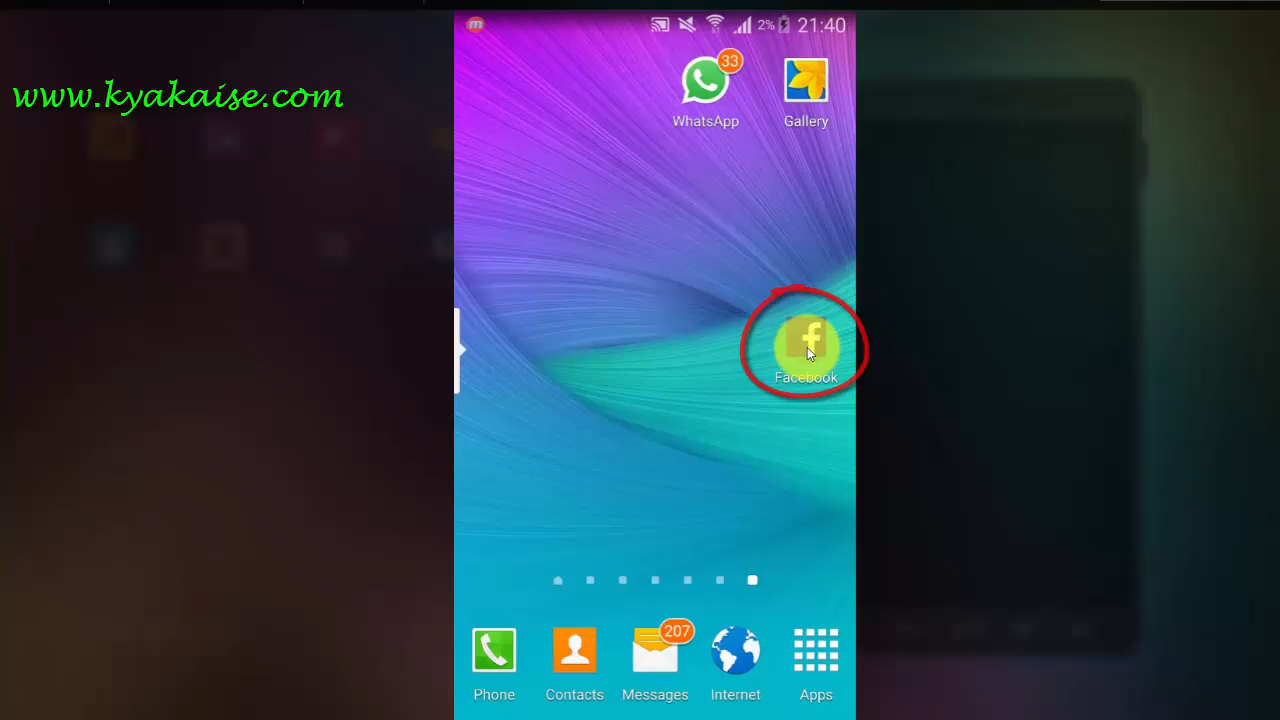 2% 21:40
www.kyakaise.com
33
WhatsApp Gallery
f
Facebook
207
Phone Contacts Messages Internet Apps